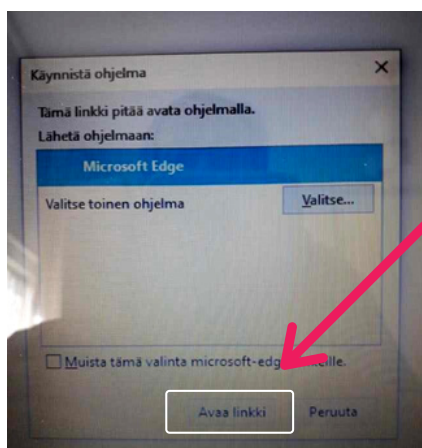 Käynnistä ohjelma
Tämä linkki pitää avata ohjelmalla.
Lähetä ohjelmaan:
Microsoft Edge
Valitse toinen ohjelma Valitse...
Muista tämä valinta
Avaa linkki Peruuta